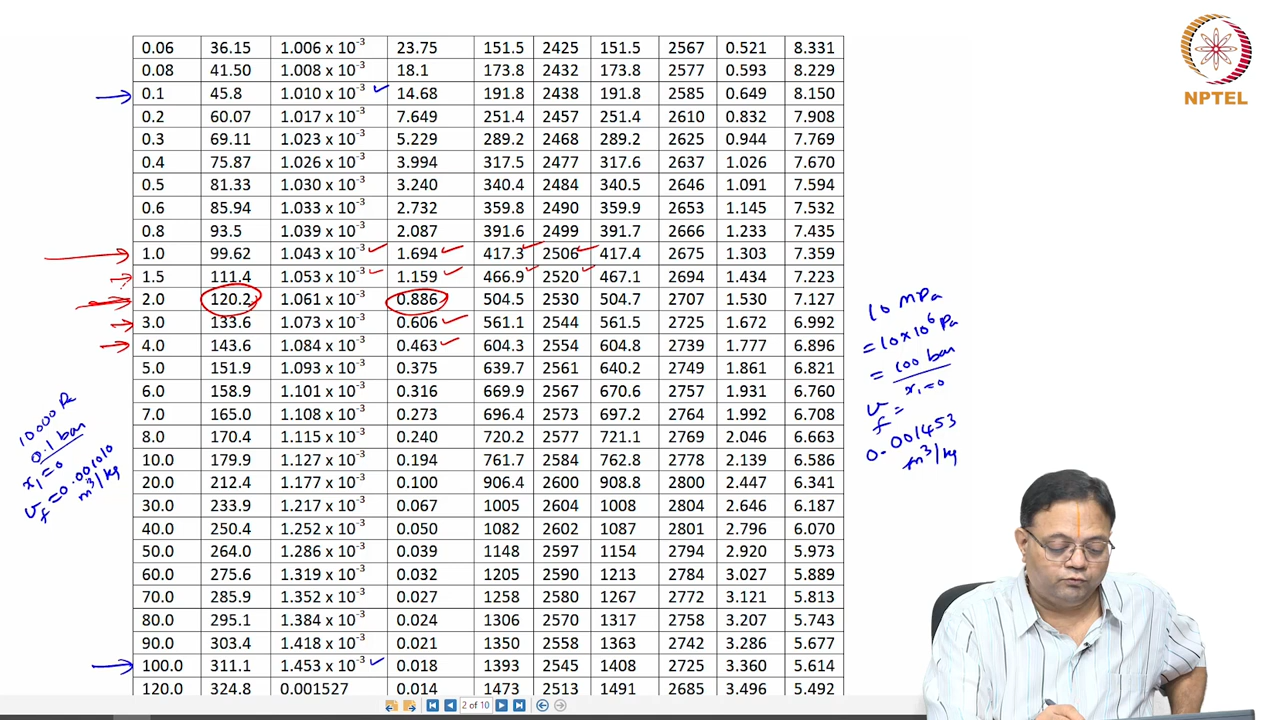 NPTEL
0.06 36.15 1.006 x 10⁻³ 23.75 151.5 2425 151.5 2567 0.521 8.331
0.08 41.50 1.008 x 10⁻³ 18.1 173.8 2432 173.8 2577 0.593 8.229
0.1 45.8 1.010 x 10⁻³ 14.68 191.8 2438 191.8 2585 0.649 8.150
0.2 60.07 1.017 x 10⁻³ 7.649 251.4 2457 251.4 2610 0.832 7.908
0.3 69.11 1.023 x 10⁻³ 5.229 289.2 2468 289.2 2625 0.944 7.769
0.4 75.87 1.026 x 10⁻³ 3.994 317.5 2477 317.6 2637 1.026 7.670
0.5 81.33 1.030 x 10⁻³ 3.240 340.4 2484 340.5 2646 1.091 7.594
0.6 85.94 1.033 x 10⁻³ 2.732 359.8 2490 359.9 2653 1.145 7.532
0.8 93.5 1.039 x 10⁻³ 2.087 391.6 2499 391.7 2666 1.233 7.435
1.0 99.62 1.043 x 10⁻³ 1.694 417.3 2506 417.4 2675 1.303 7.359
1.5 111.4 1.053 x 10⁻³ 1.159 466.9 2520 467.1 2694 1.434 7.223
2.0 120.2 1.061 x 10⁻³ 0.886 504.5 2530 504.7 2707 1.530 7.127
3.0 133.6 1.073 x 10⁻³ 0.606 561.1 2544 561.5 2725 1.672 6.992
4.0 143.6 1.084 x 10⁻³ 0.463 604.3 2554 604.8 2739 1.777 6.896
5.0 151.9 1.093 x 10⁻³ 0.375 639.7 2561 640.2 2749 1.861 6.821
6.0 158.9 1.101 x 10⁻³ 0.316 669.9 2567 670.6 2757 1.931 6.760
7.0 165.0 1.108 x 10⁻³ 0.273 696.4 2573 697.2 2764 1.992 6.708
8.0 170.4 1.115 x 10⁻³ 0.240 720.2 2577 721.1 2769 2.046 6.663
10.0 179.9 1.127 x 10⁻³ 0.194 761.7 2584 762.8 2778 2.139 6.586
20.0 212.4 1.177 x 10⁻³ 0.100 906.4 2600 908.8 2800 2.447 6.341
30.0 233.9 1.217 x 10⁻³ 0.067 1005 2604 1008 2804 2.646 6.187
40.0 250.4 1.252 x 10⁻³ 0.050 1082 2602 1087 2801 2.796 6.070
50.0 264.0 1.286 x 10⁻³ 0.039 1148 2597 1154 2794 2.920 5.973
60.0 275.6 1.319 x 10⁻³ 0.032 1205 2590 1213 2784 3.027 5.889
70.0 285.9 1.352 x 10⁻³ 0.027 1258 2580 1267 2772 3.121 5.813
80.0 295.1 1.384 x 10⁻³ 0.024 1306 2570 1317 2758 3.207 5.743
90.0 303.4 1.418 x 10⁻³ 0.021 1350 2558 1363 2742 3.286 5.677
100.0 311.1 1.453 x 10⁻³ 0.018 1393 2545 1408 2725 3.360 5.614
120.0 324.8 0.001527 0.014 1473 2513 1491 2685 3.496 5.492
10000 Pa
0.1 bar
x₁=0
v_f = 0.001010
m³/kg
10 MPa
= 10x10⁶ Pa
= 100 bar
x₁=0
v_f =
0.001453
m³/kg
2 of 10